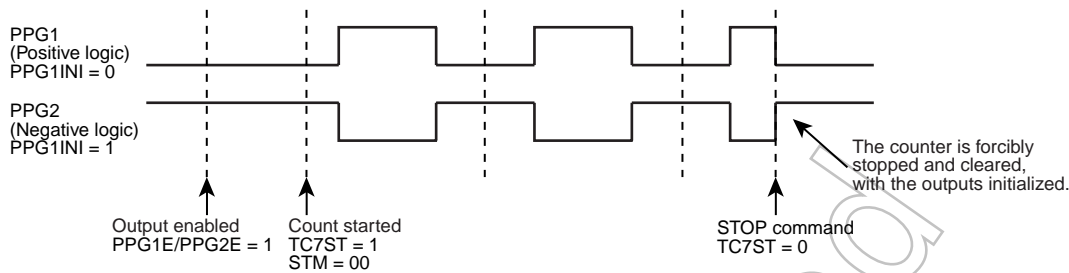 PPG1
(Positive logic)
PPG1INI = 0
PPG2
(Negative logic)
PPG1INI = 1
The counter is forcibly
stopped and cleared,
with the outputs initialized.
Output enabled
PPG1E/PPG2E = 1
Count started
TC7ST = 1
STM = 00
STOP command
TC7ST = 0